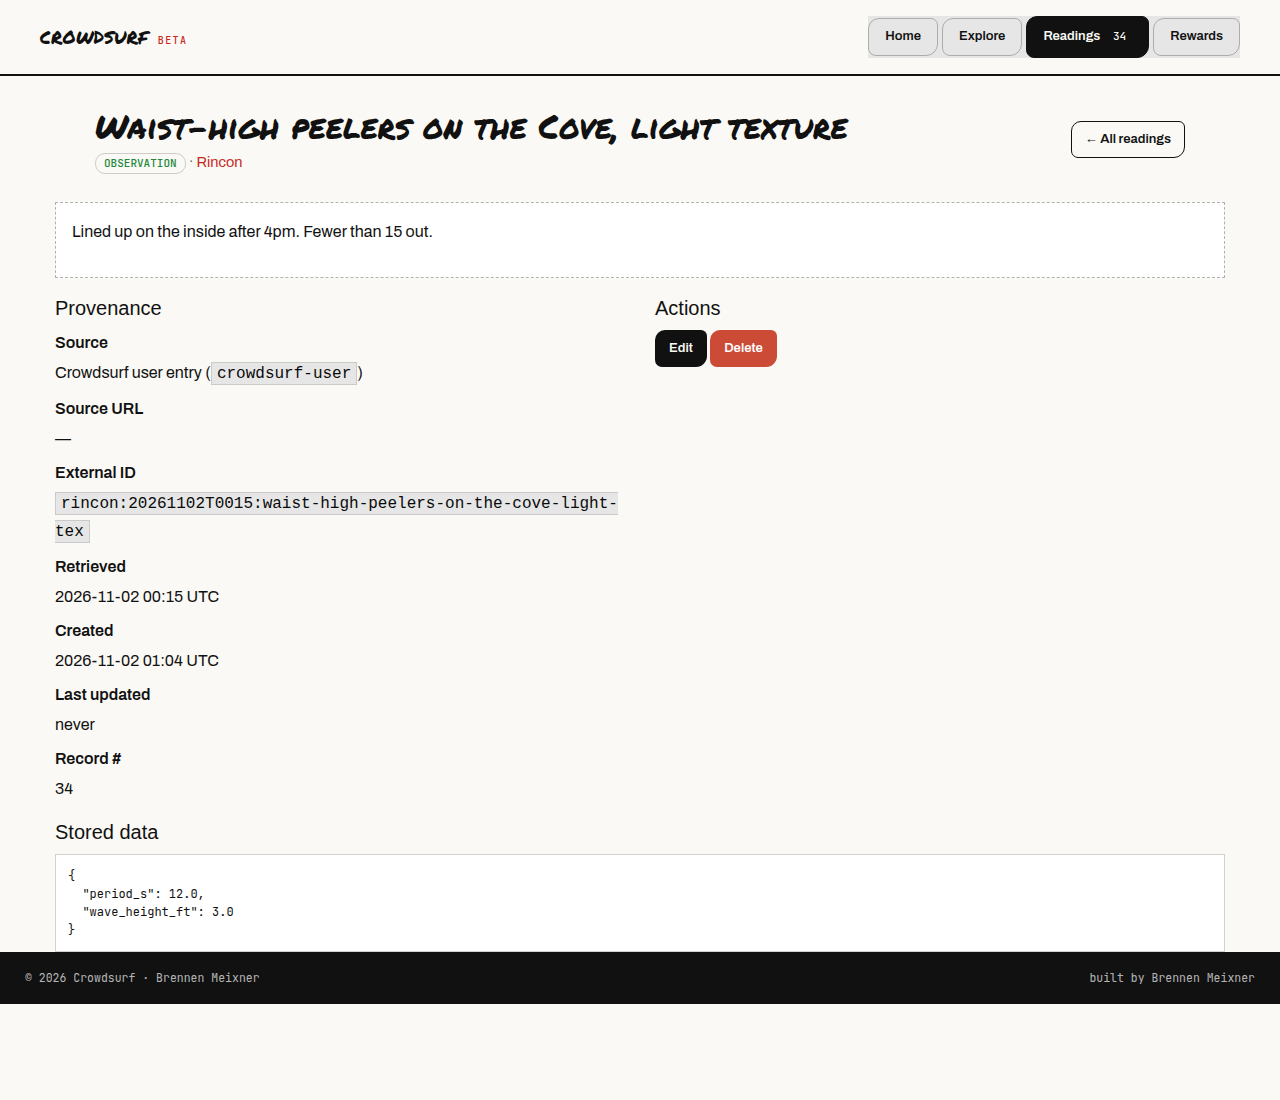 CROWDSURF BETA
Home Explore Readings 34 Rewards
Waist-high peelers on the Cove, light texture
← All readings
OBSERVATION · Rincon
Lined up on the inside after 4pm. Fewer than 15 out.
Provenance
Source
Crowdsurf user entry (crowdsurf-user)
Source URL
—
External ID
rincon:20261102T0015:waist-high-peelers-on-the-cove-light-
tex
Retrieved
2026-11-02 00:15 UTC
Created
2026-11-02 01:04 UTC
Last updated
never
Record #
34
Actions
Edit Delete
Stored data
{
"period_s": 12.0,
"wave_height_ft": 3.0
}
© 2026 Crowdsurf · Brennen Meixner
built by Brennen Meixner